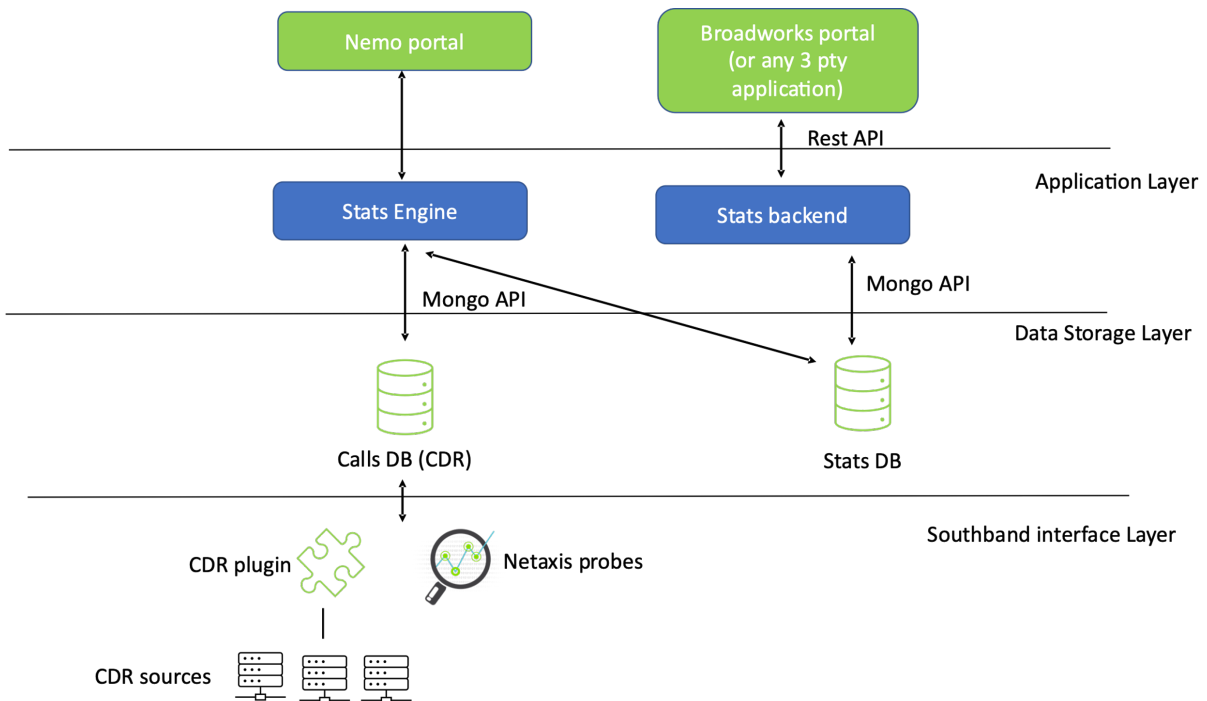 Nemo portal
Broadworks portal
(or any 3 pty
application)
Rest API
Application Layer
Stats Engine
Stats backend
Mongo API
Mongo API
Data Storage Layer
Calls DB (CDR)
Stats DB
Southband interface Layer
CDR plugin
Netaxis probes
CDR sources